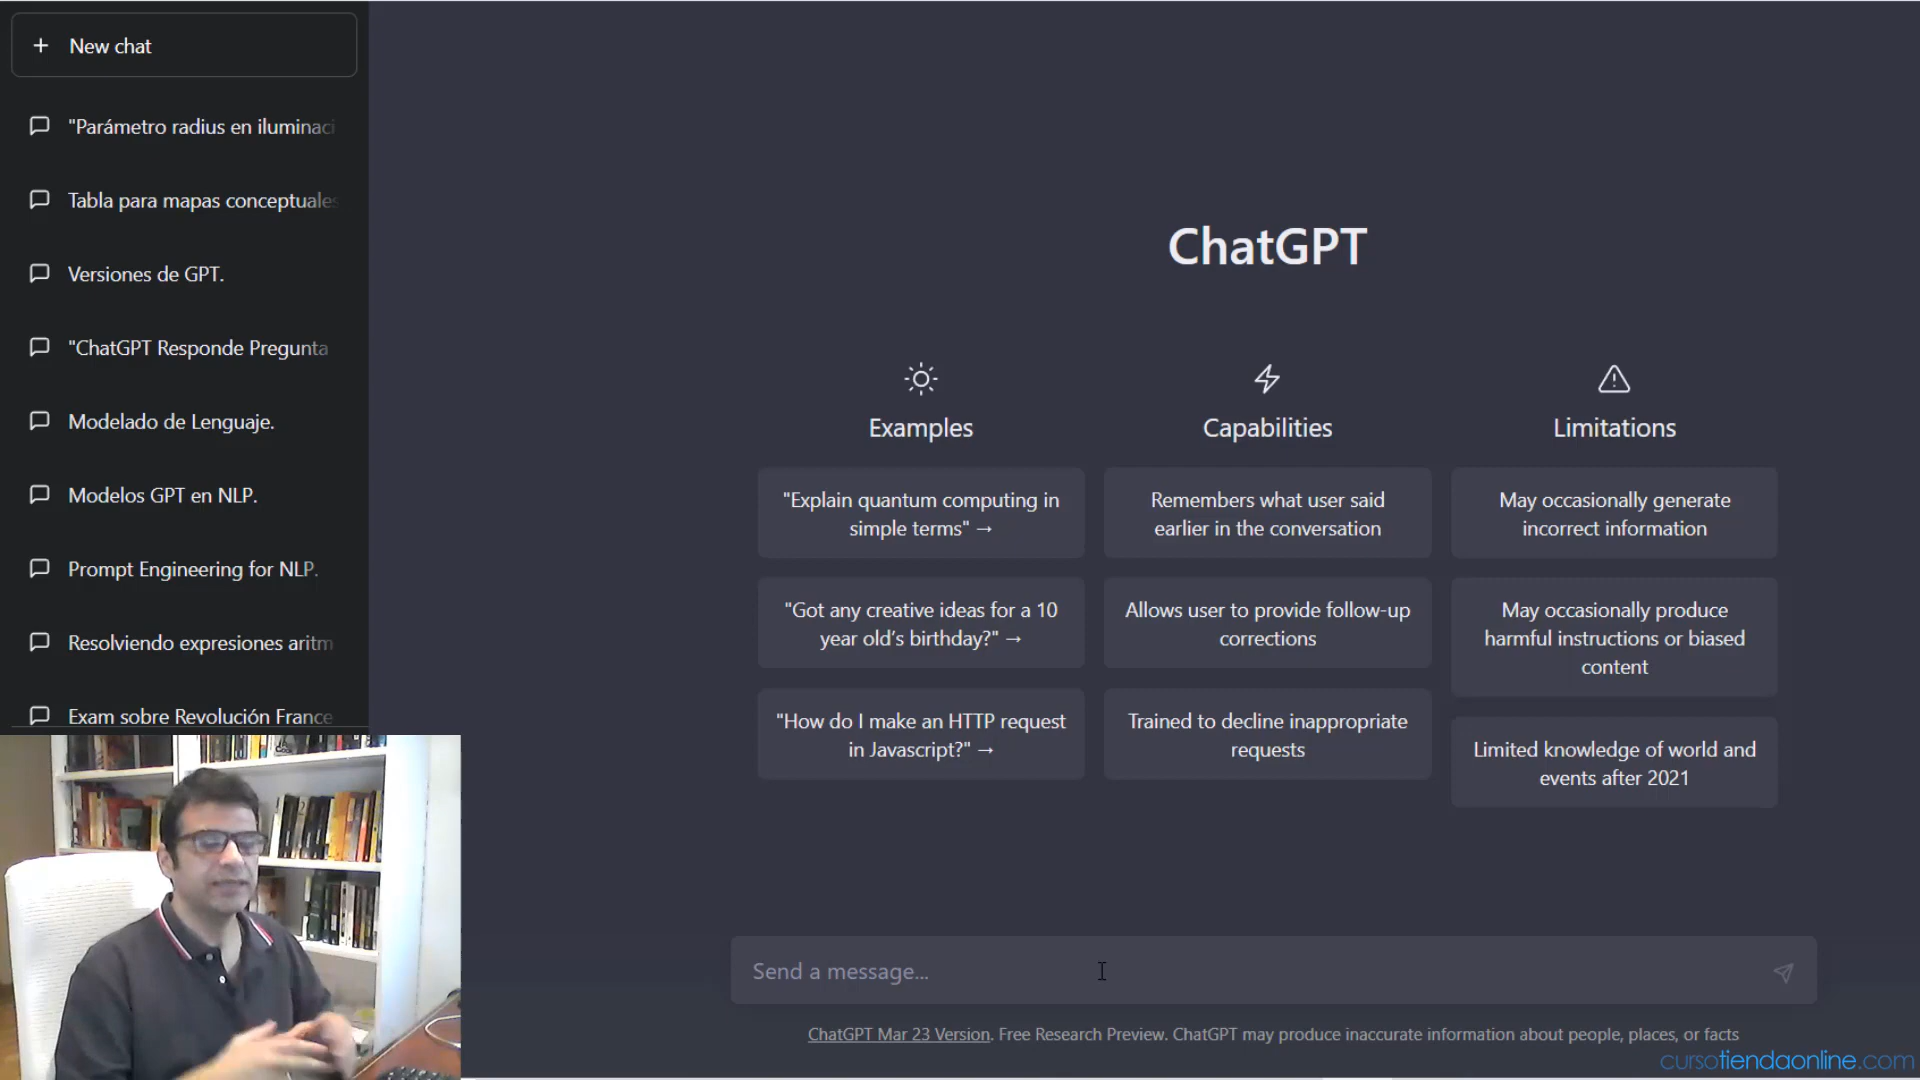 New chat
"Parámetro radius en iluminaci
Tabla para mapas conceptuales
Versiones de GPT.
"ChatGPT Responde Pregunta
Modelado de Lenguaje.
Modelos GPT en NLP.
Prompt Engineering for NLP.
Resolviendo expresiones aritm
Exam sobre Revolución France
ChatGPT
Examples
"Explain quantum computing in
simple terms" →
"Got any creative ideas for a 10
year old's birthday?" →
"How do I make an HTTP request
in Javascript?" →
Capabilities
Remembers what user said
earlier in the conversation
Allows user to provide follow-up
corrections
Trained to decline inappropriate
requests
Limitations
May occasionally generate
incorrect information
May occasionally produce
harmful instructions or biased
content
Limited knowledge of world and
events after 2021
Send a message...
ChatGPT Mar 23 Version. Free Research Preview. ChatGPT may produce inaccurate information about people, places, or facts
cursotiendaonline.com